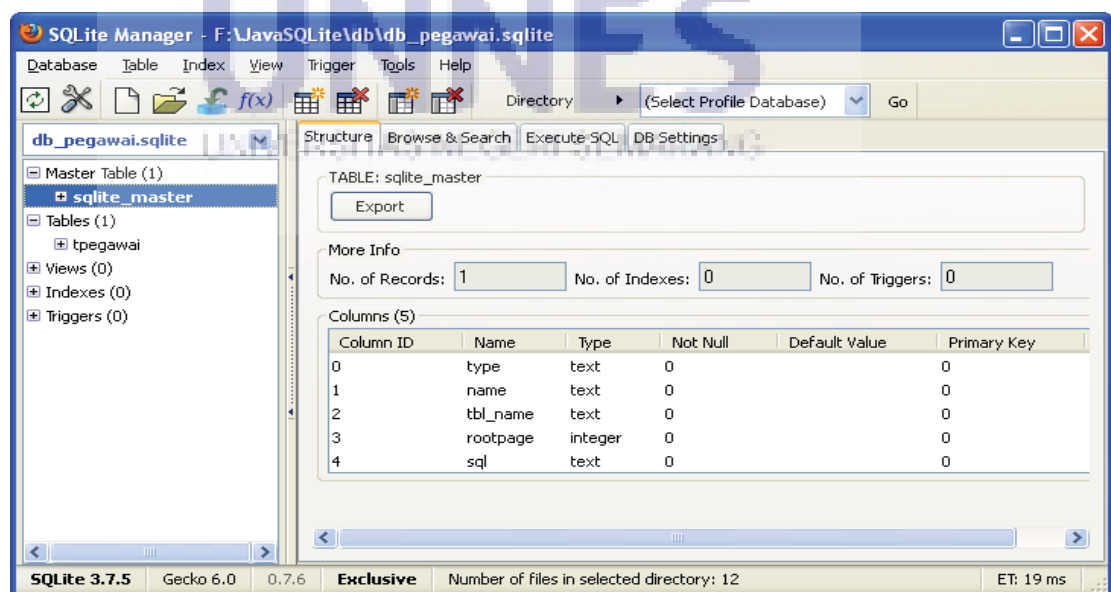 UNNES
SQLite Manager - F:\JavaSQLite\db\db_pegawai.sqlite
Database Table Index View Trigger Tools Help
f(x) Directory (Select Profile Database) Go
db_pegawai.sqlite
Structure Browse & Search Execute SQL DB Settings
Master Table (1)
sqlite_master
Tables (1)
tpegawai
Views (0)
Indexes (0)
Triggers (0)
TABLE: sqlite_master
Export
More Info
No. of Records: 1 No. of Indexes: 0 No. of Triggers: 0
Columns (5)
Column ID Name Type Not Null Default Value Primary Key
0 type text 0 0
1 name text 0 0
2 tbl_name text 0 0
3 rootpage integer 0 0
4 sql text 0 0
SQLite 3.7.5 Gecko 6.0 0.7.6 Exclusive Number of files in selected directory: 12 ET: 19 ms